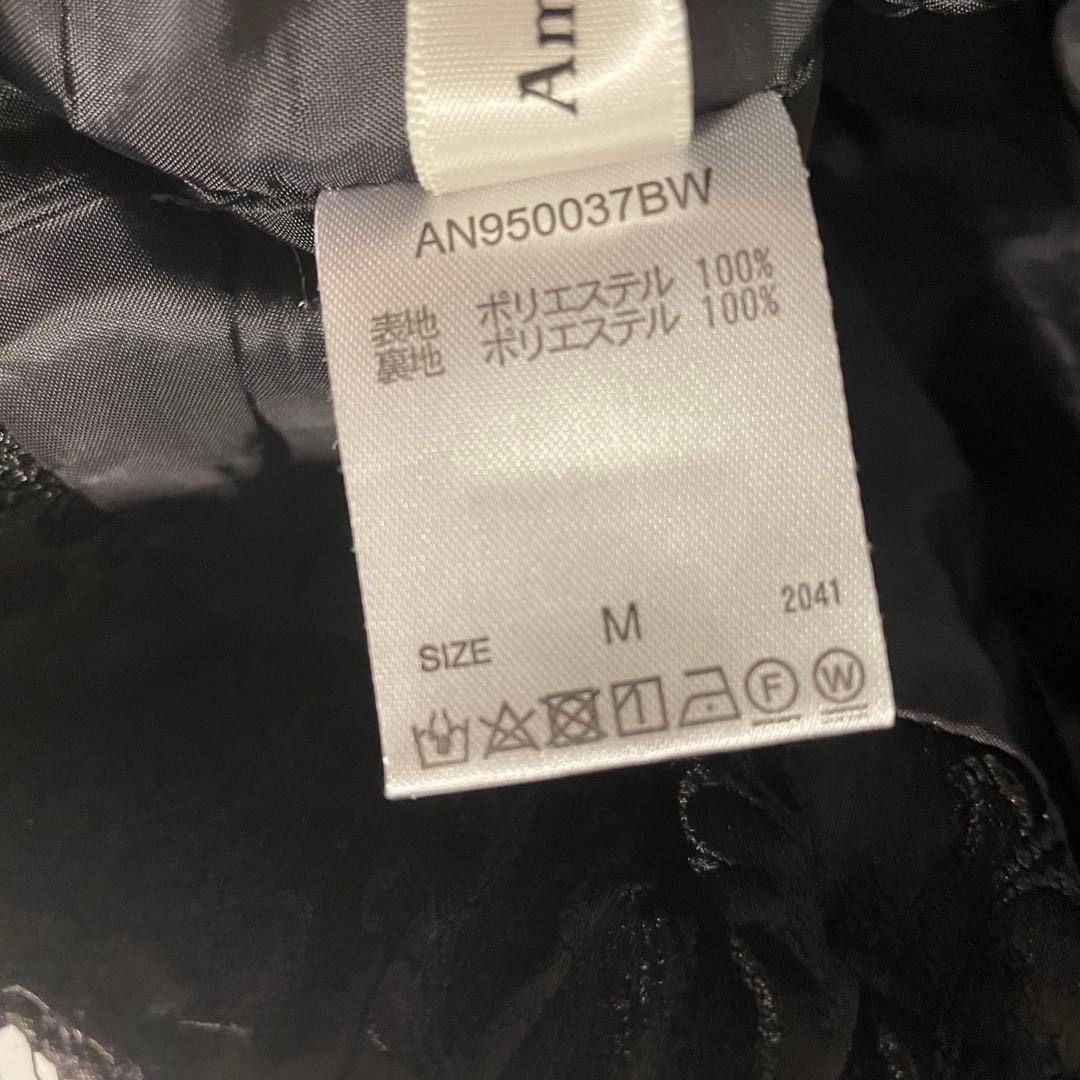 Am
AN950037BW
表地 ポリエステル 100%
裏地 ポリエステル 100%
2041
SIZE M
F W